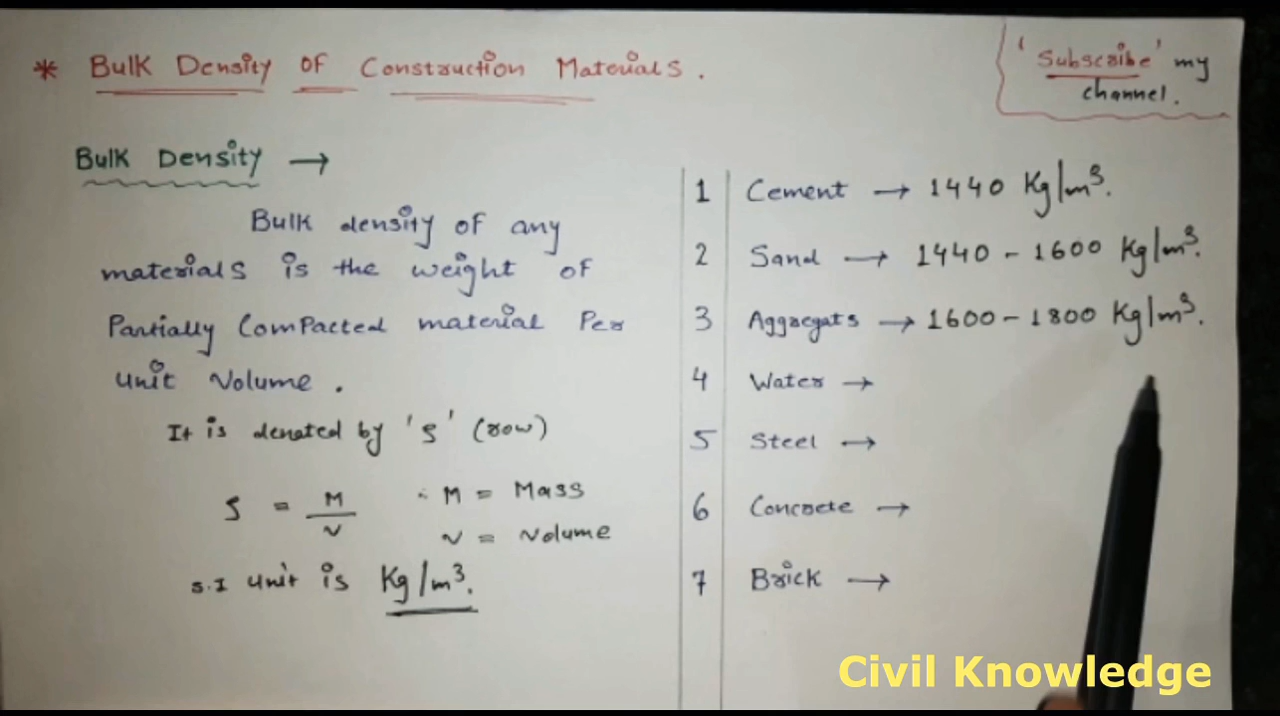 * Bulk Density of Construction Materials.
'Subscribe' my
channel.
Bulk Density →
Bulk density of any
materials is the weight of
Partially Compacted material Per
unit Volume.
It is denoted by 'ρ' (row)
ρ = M/V ∴ M = Mass
V = Volume
S.I unit is Kg/m³.
1 Cement → 1440 Kg/m³.
2 Sand → 1440 - 1600 Kg/m³.
3 Aggregats → 1600 - 1800 Kg/m³.
4 Water →
5 Steel →
6 Concrete →
7 Brick →
Civil Knowledge